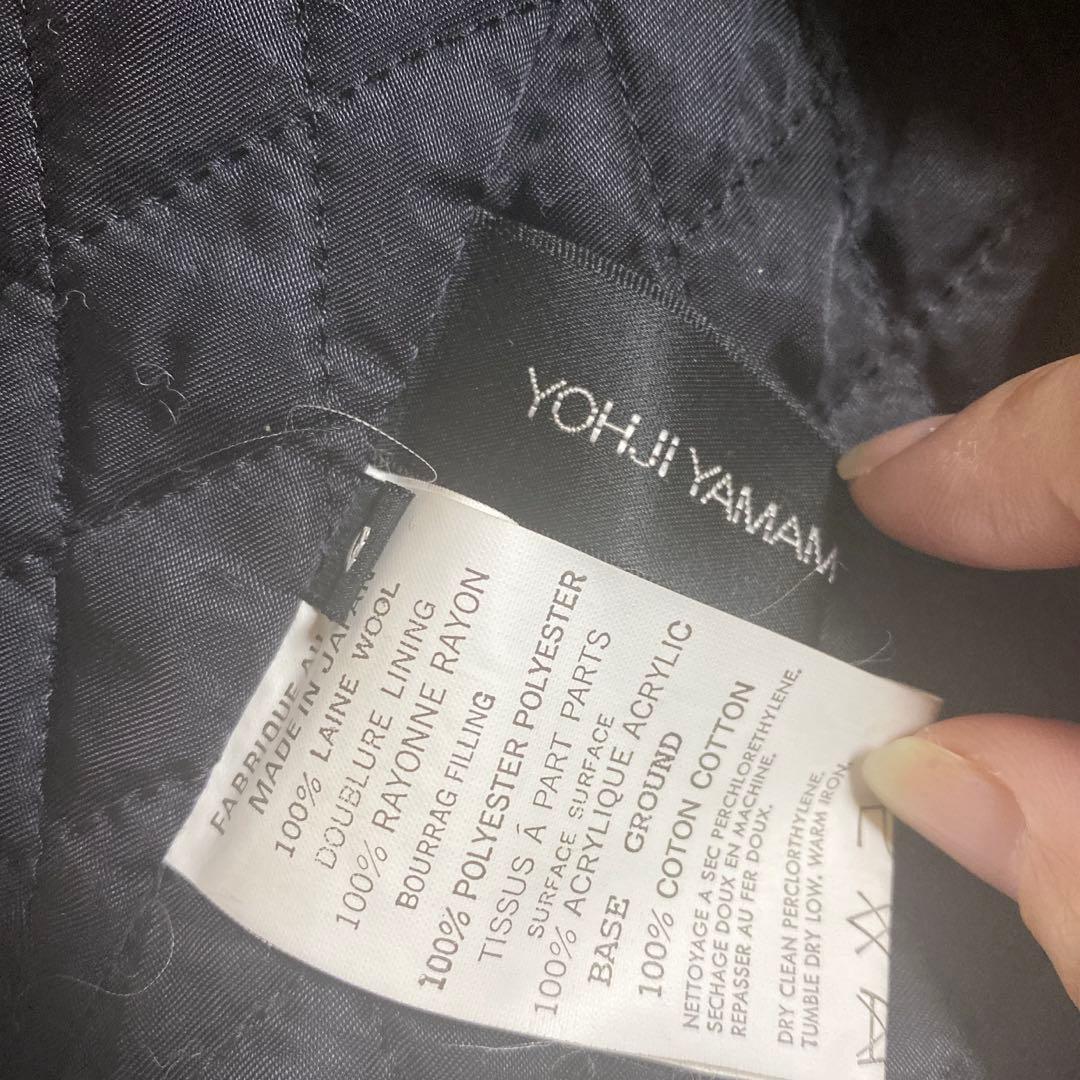 YOHJI YAMAM
FABRIQUE AU
MADE IN JAPAN
100% LAINE WOOL
DOUBLURE LINING
100% RAYONNE RAYON
BOURRAG FILLING
100% POLYESTER POLYESTER
TISSUS Á PART PARTS
SURFACE SURFACE
100% ACRYLIQUE ACRYLIC
BASE GROUND
100% COTON COTTON
NETTOYAGE A SEC PERCHLORETHYLENE.
SECHAGE DOUX EN MACHINE.
REPASSER AU FER DOUX.
DRY CLEAN PERCLORTHYLENE.
TUMBLE DRY LOW. WARM IRON.